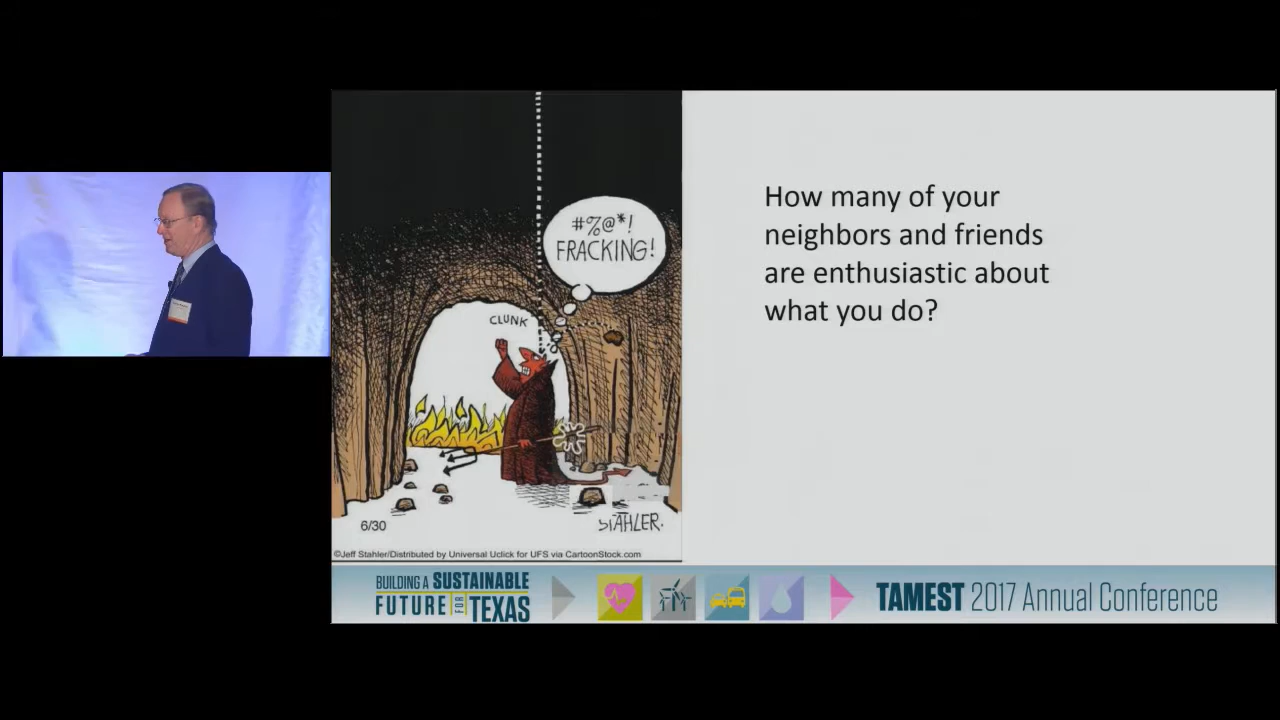 #%@*!
FRACKING!
CLUNK
6/30
STAHLER.
©Jeff Stahler/Distributed by Universal Uclick for UFS via CartoonStock.com
How many of your
neighbors and friends
are enthusiastic about
what you do?
BUILDING A SUSTAINABLE
FUTURE FOR TEXAS
TAMEST 2017 Annual Conference